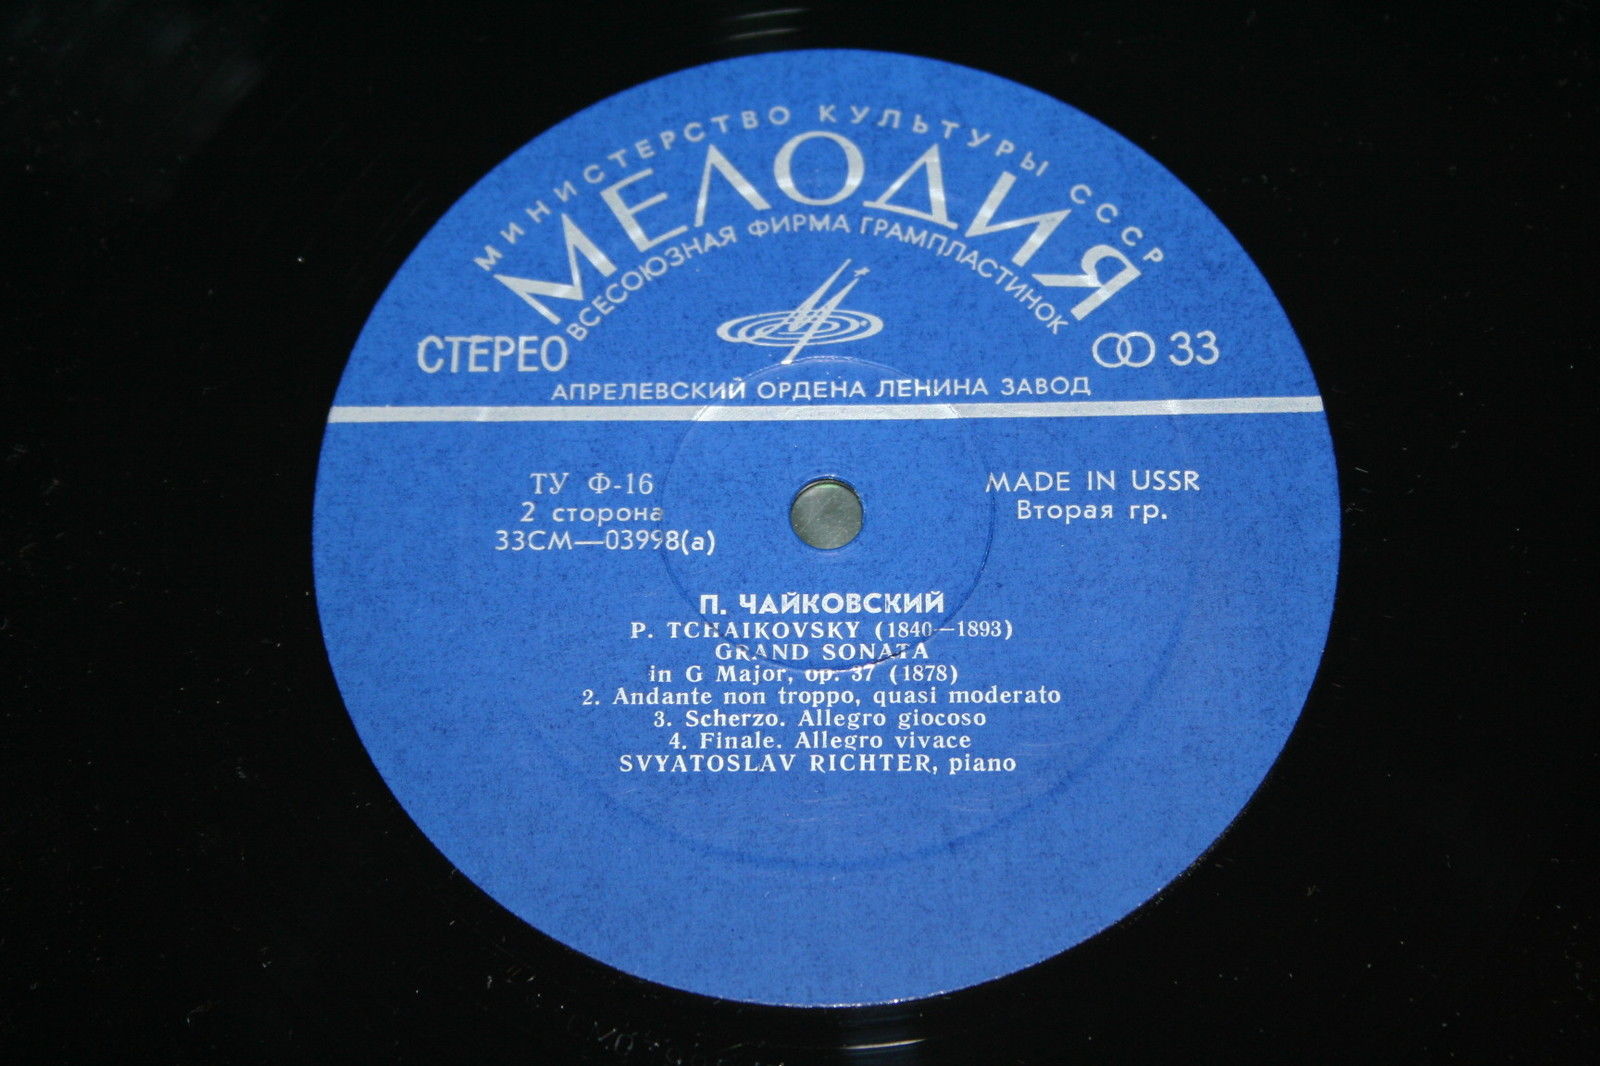 МИНИСТЕРСТВО КУЛЬТУРЫ СССР
МЕЛОДИЯ
ВСЕСОЮЗНАЯ ФИРМА ГРАМПЛАСТИНОК
СТЕРЕО
33
АПРЕЛЕВСКИЙ ОРДЕНА ЛЕНИНА ЗАВОД
ТУ Ф-16
2 сторона
33СМ—03998(а)
MADE IN USSR
Вторая гр.
П. ЧАЙКОВСКИЙ
P. TCHAIKOVSKY (1840—1893)
GRAND SONATA
in G Major, op. 37 (1878)
2. Andante non troppo, quasi moderato
3. Scherzo. Allegro giocoso
4. Finale. Allegro vivace
SVYATOSLAV RICHTER, piano